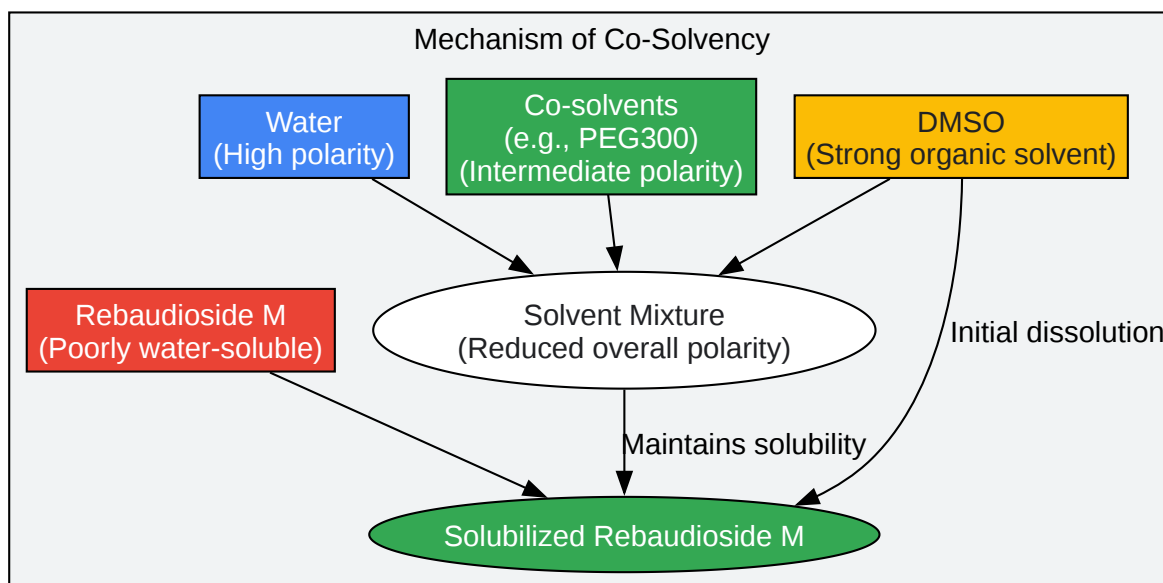 Mechanism of Co-Solvency
Water
(High polarity)
Co-solvents
(e.g., PEG300)
(Intermediate polarity)
DMSO
(Strong organic solvent)
Rebaudioside M
(Poorly water-soluble)
Solvent Mixture
(Reduced overall polarity)
Initial dissolution
Maintains solubility
Solubilized Rebaudioside M